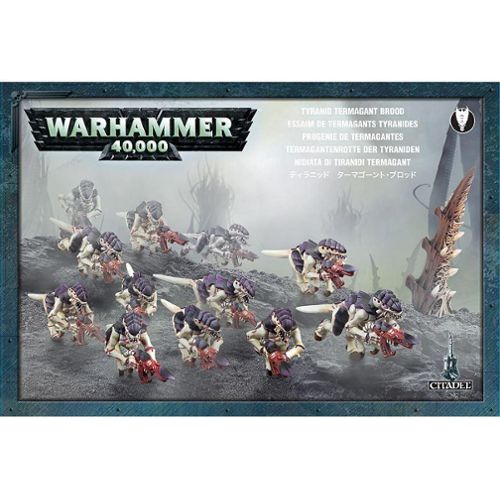 WARHAMMER
40,000
TYRANID TERMAGANT BROOD
ESSAIM DE TERMAGANTS TYRANIDES
PROGENIE DE TERMAGANTES
TERMAGANTENROTTE DER TYRANIDEN
NIDIATA DI TIRANIDI TERMAGANT
ティラニッド ターマゴーント・ブロッド
CITADEL